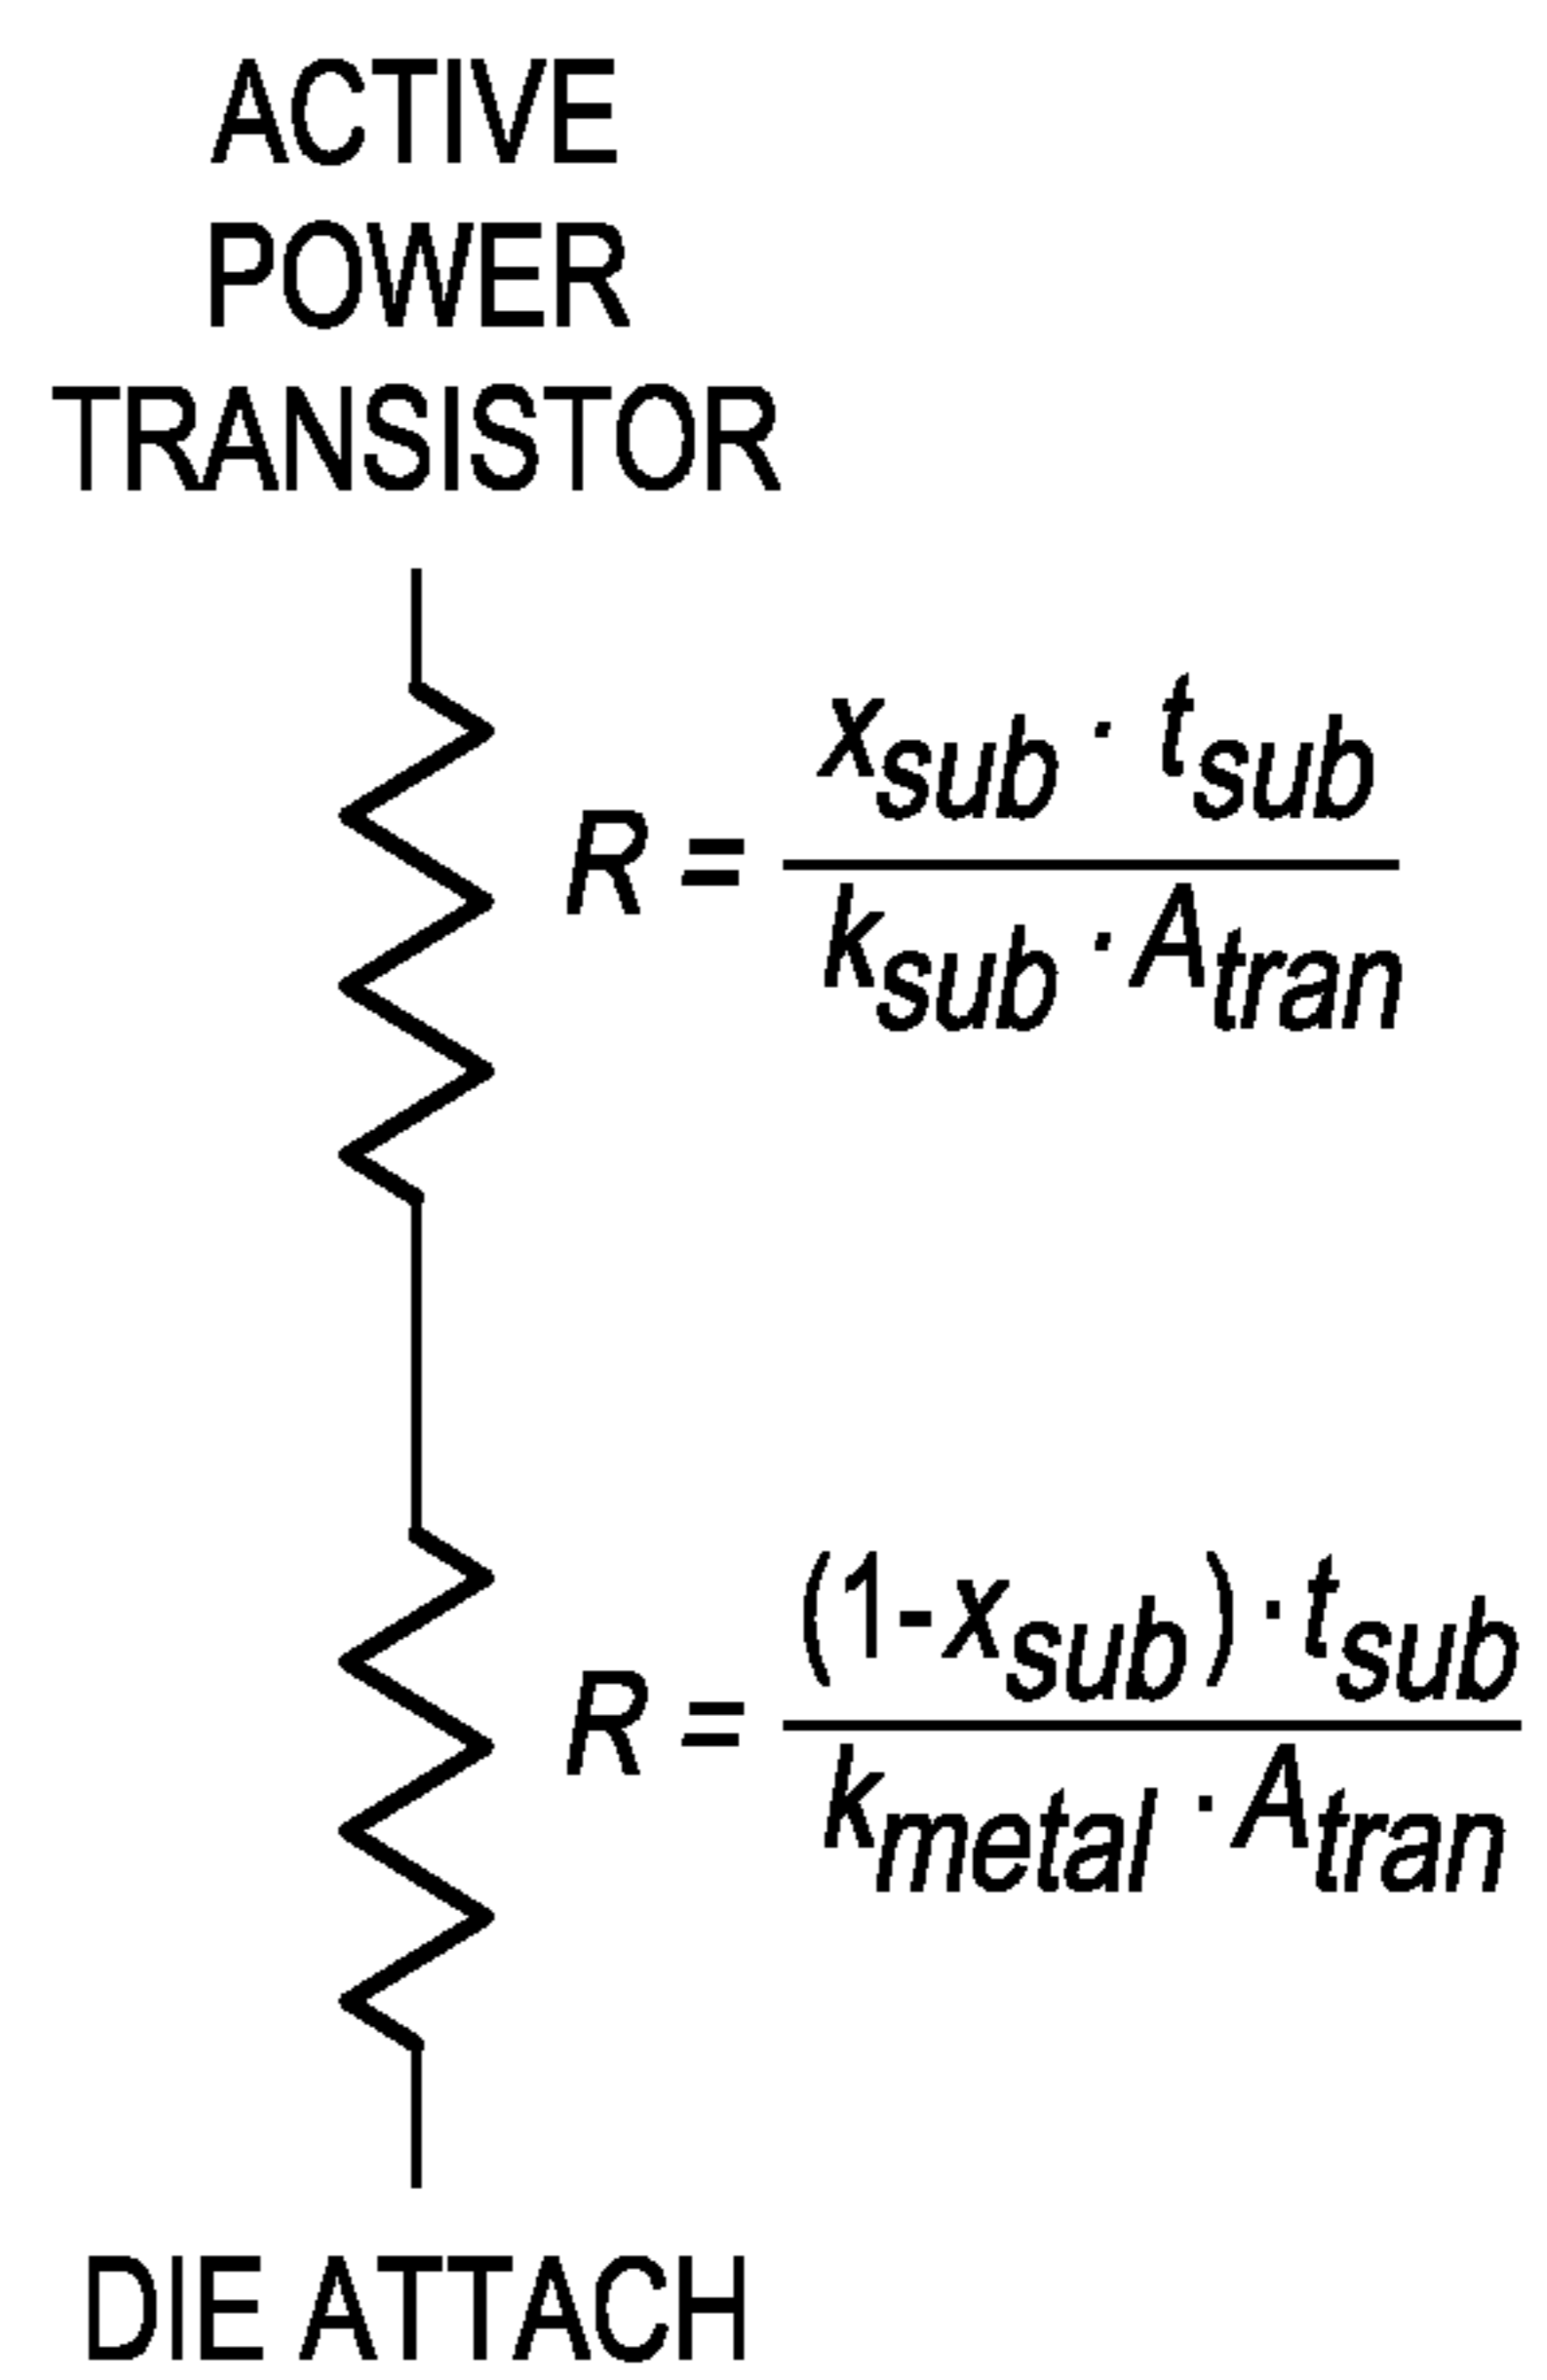 ACTIVE
POWER
TRANSISTOR
R = x_sub · t_sub / k_sub · A_tran
R = (1-x_sub) · t_sub / k_metal · A_tran
DIE ATTACH